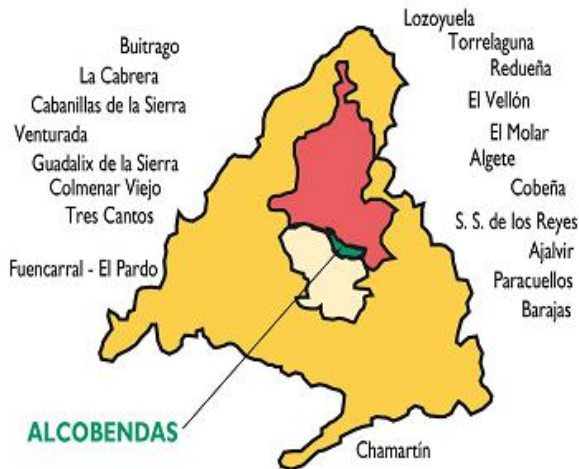 Buitrago
La Cabrera
Cabanillas de la Sierra
Venturada
Guadalix de la Sierra
Colmenar Viejo
Tres Cantos
Fuencarral - El Pardo
Lozoyuela
Torrelaguna
Redueña
El Vellón
El Molar
Algete
Cobeña
S. S. de los Reyes
Ajalvir
Paracuellos
Barajas
ALCOBENDAS
Chamartín